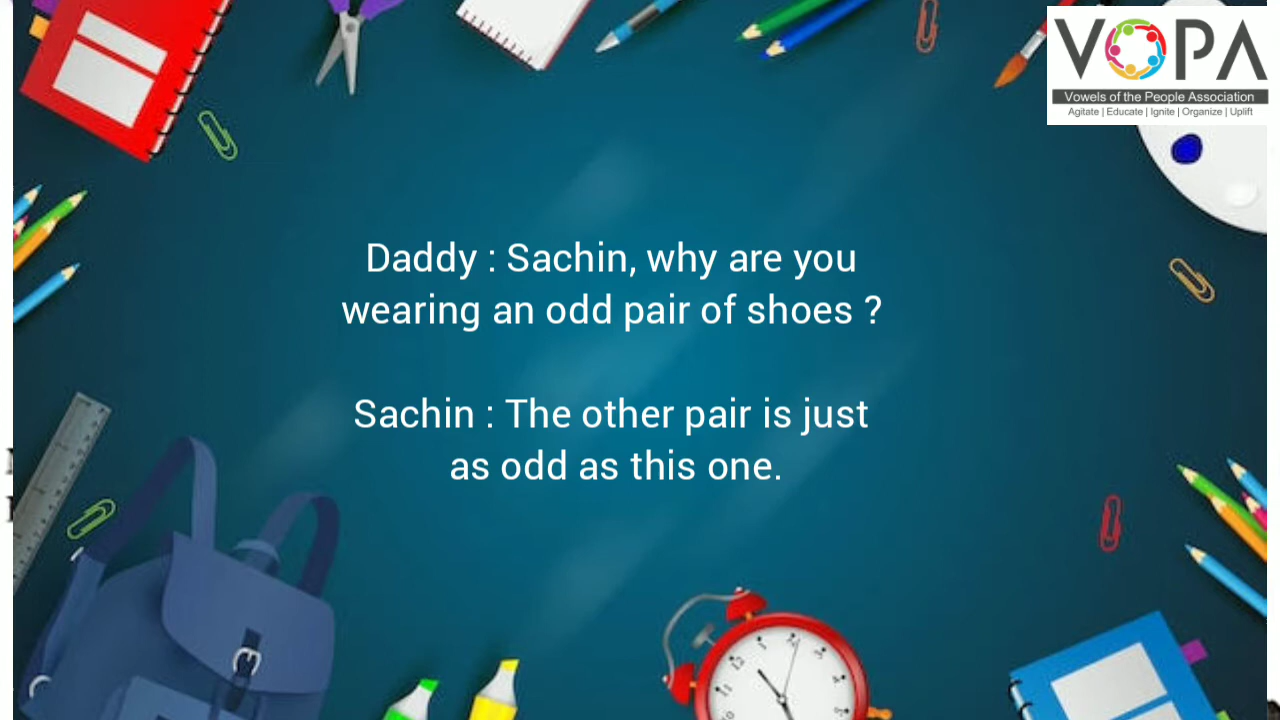 VOPA
Vowels of the People Association
Agitate | Educate | Ignite | Organize | Uplift
Daddy : Sachin, why are you
wearing an odd pair of shoes ?
Sachin : The other pair is just
as odd as this one.